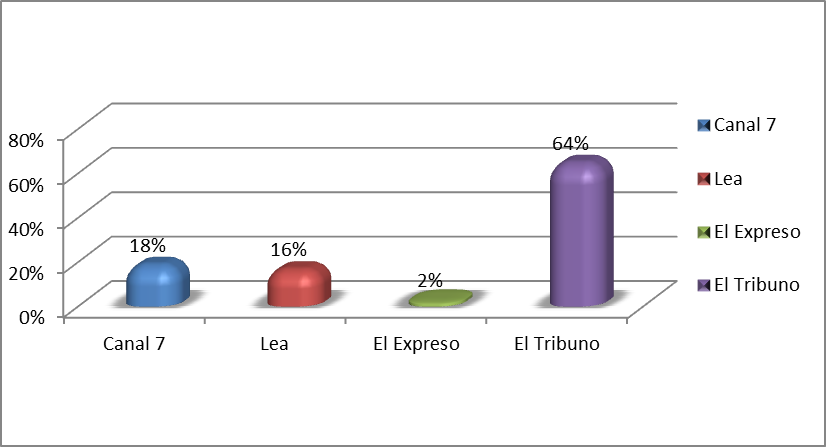 80%
60%
40%
20%
0%
18%
16%
2%
64%
Canal 7
Lea
El Expreso
El Tribuno
Canal 7
Lea
El Expreso
El Tribuno